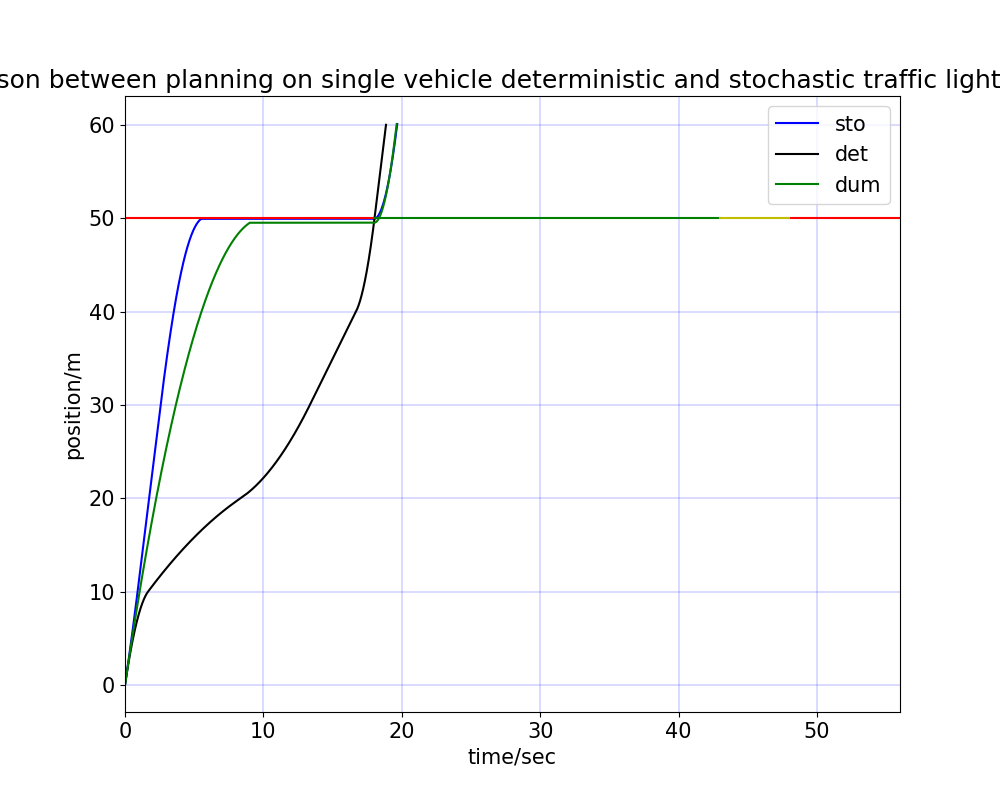 son between planning on single vehicle deterministic and stochastic traffic light
sto
det
dum
60
50
40
30
20
10
0
position/m
0 10 20 30 40 50
time/sec